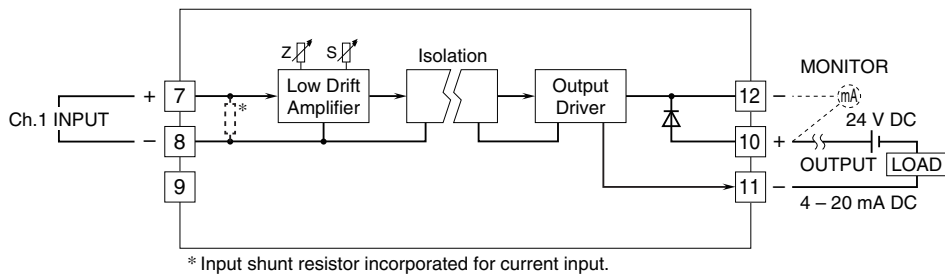 Z S
Isolation
Low Drift
Amplifier
Output
Driver
MONITOR
mA
Ch.1 INPUT
+ 7
*
12 −
24 V DC
− 8
10 +
OUTPUT
LOAD
9
11 −
4 – 20 mA DC
* Input shunt resistor incorporated for current input.